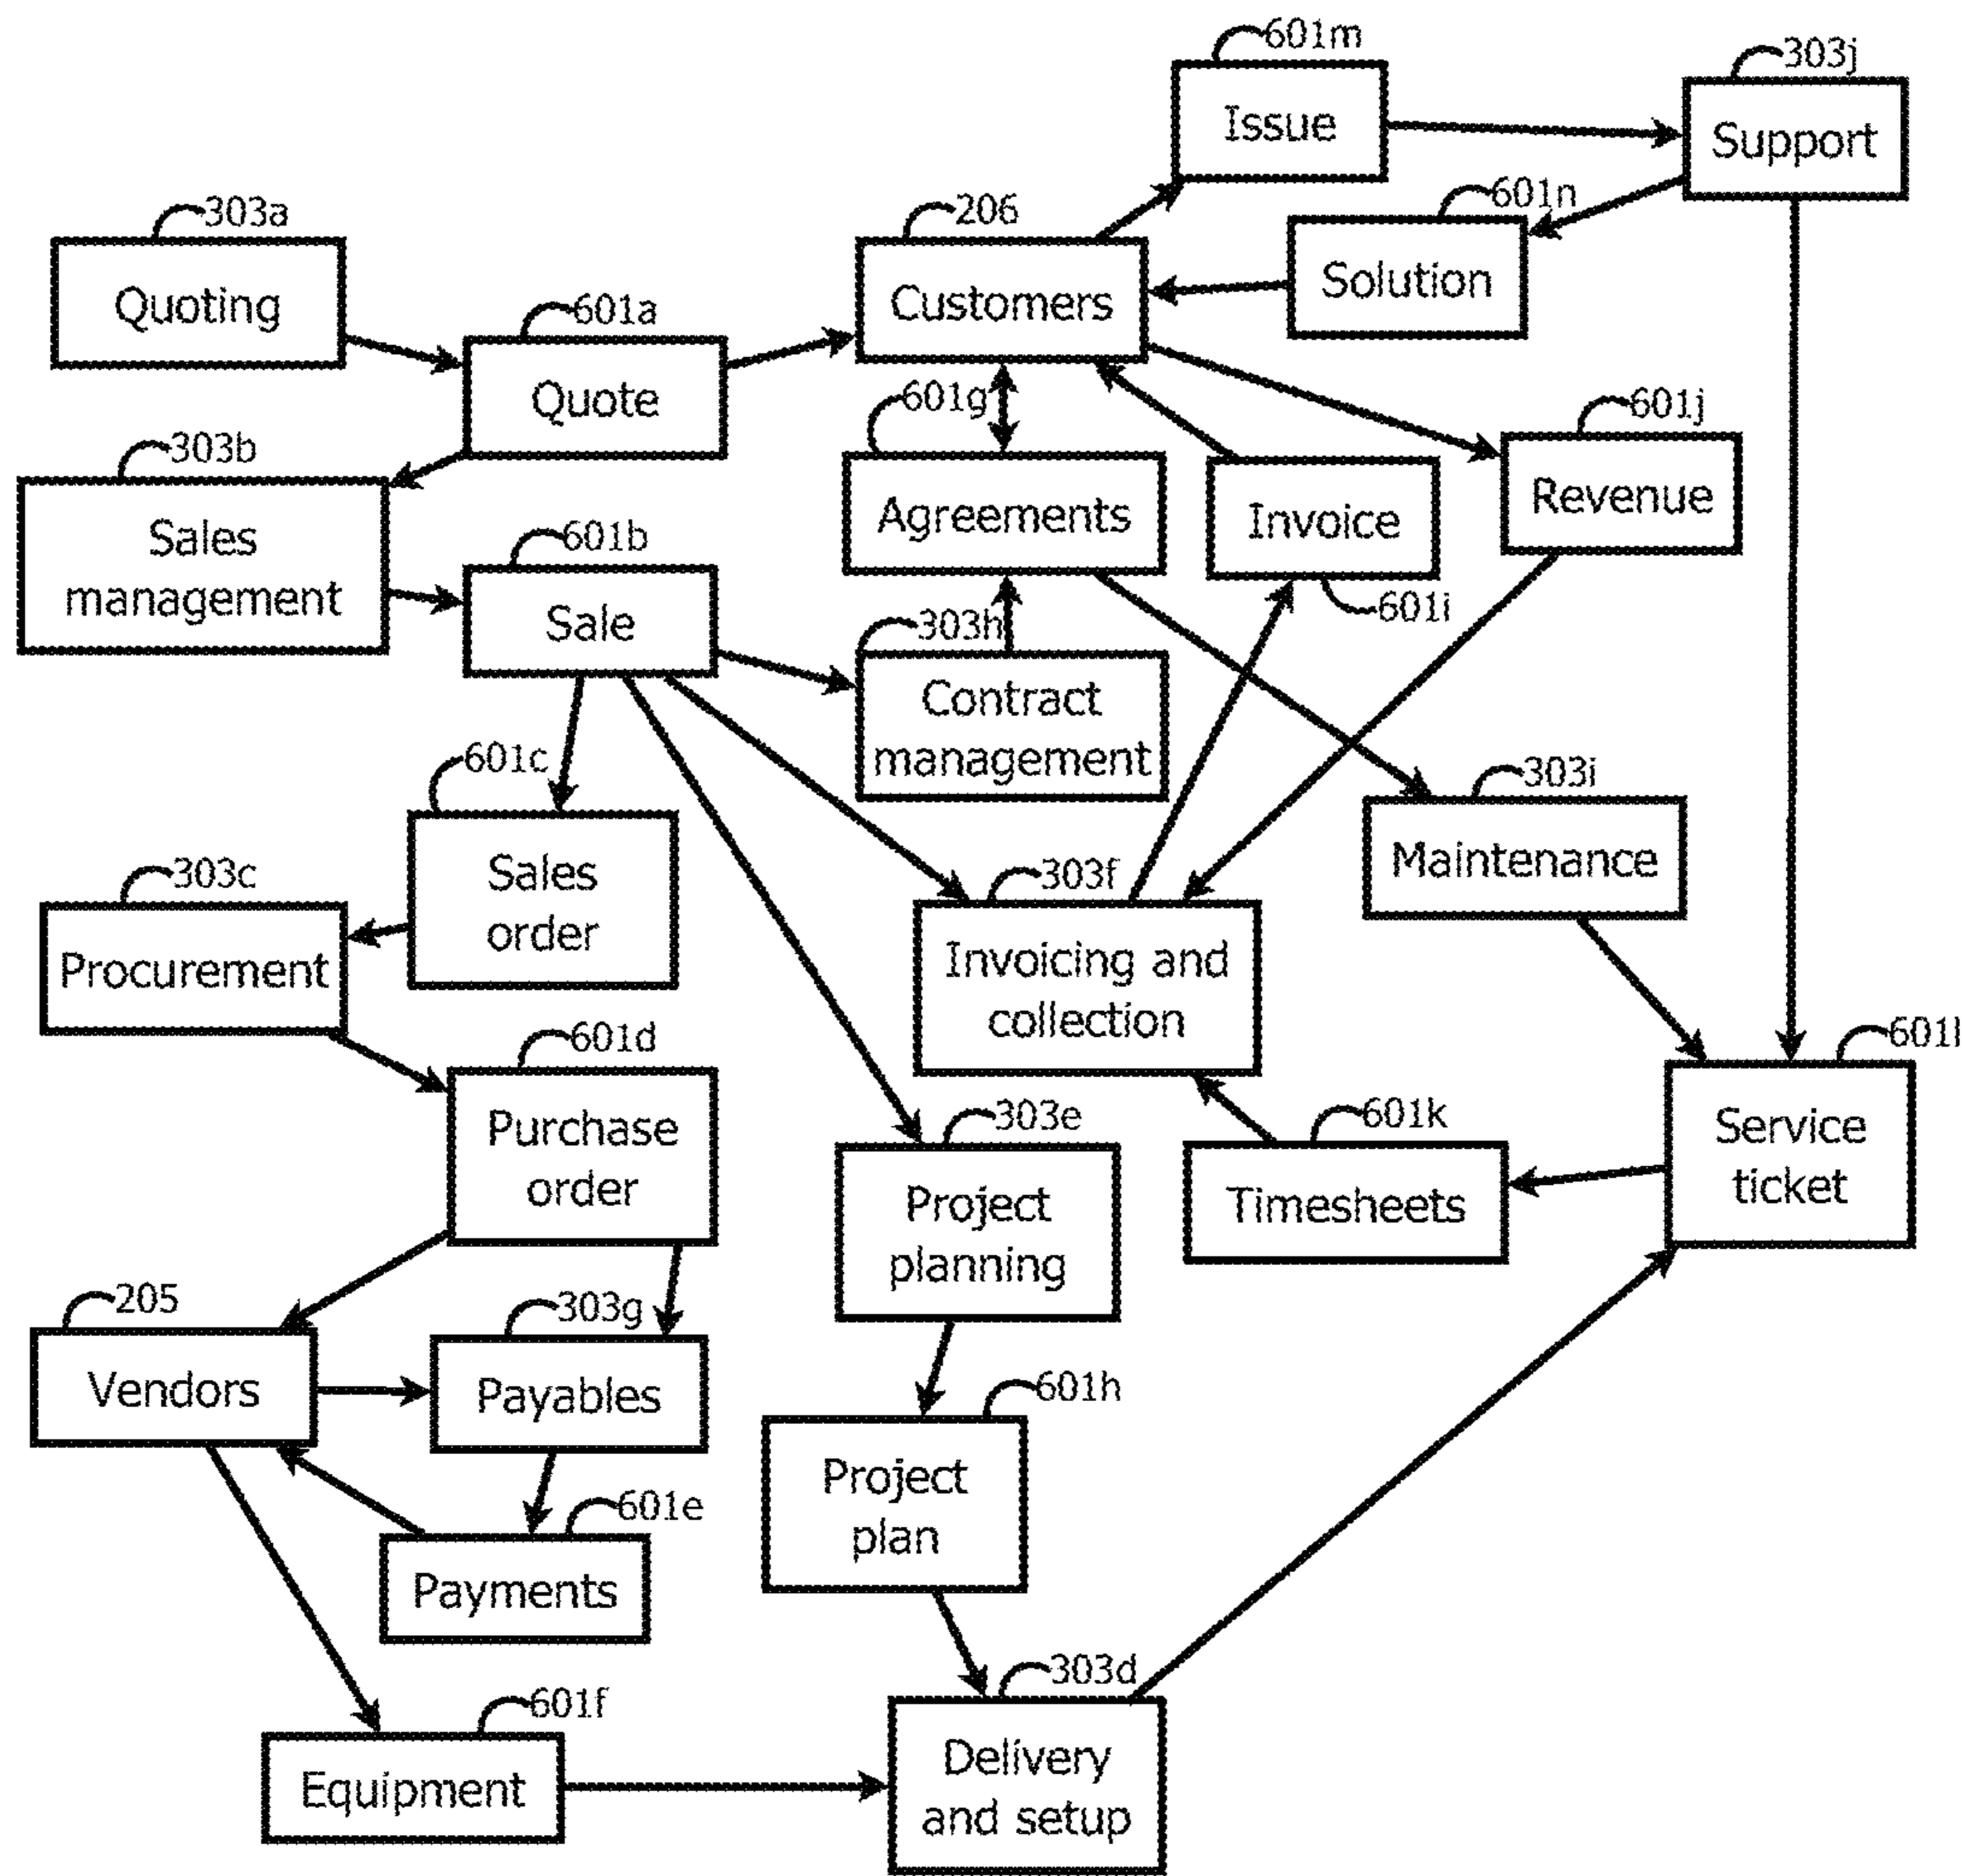 601m
303j
Issue
Support
303a
206
601n
Quoting
601a
Customers
Solution
Quote
601g
601j
303b
Agreements
Invoice
Revenue
Sales
management
601b
601i
Sale
303h
Contract
management
601c
303i
Sales
order
303c
303f
Maintenance
Procurement
Invoicing and
collection
601d
601l
Purchase
order
303e
601k
Service
ticket
Project
planning
Timesheets
205
303g
Vendors
Payables
601h
Project
plan
601e
Payments
303d
601f
Equipment
Delivery
and setup